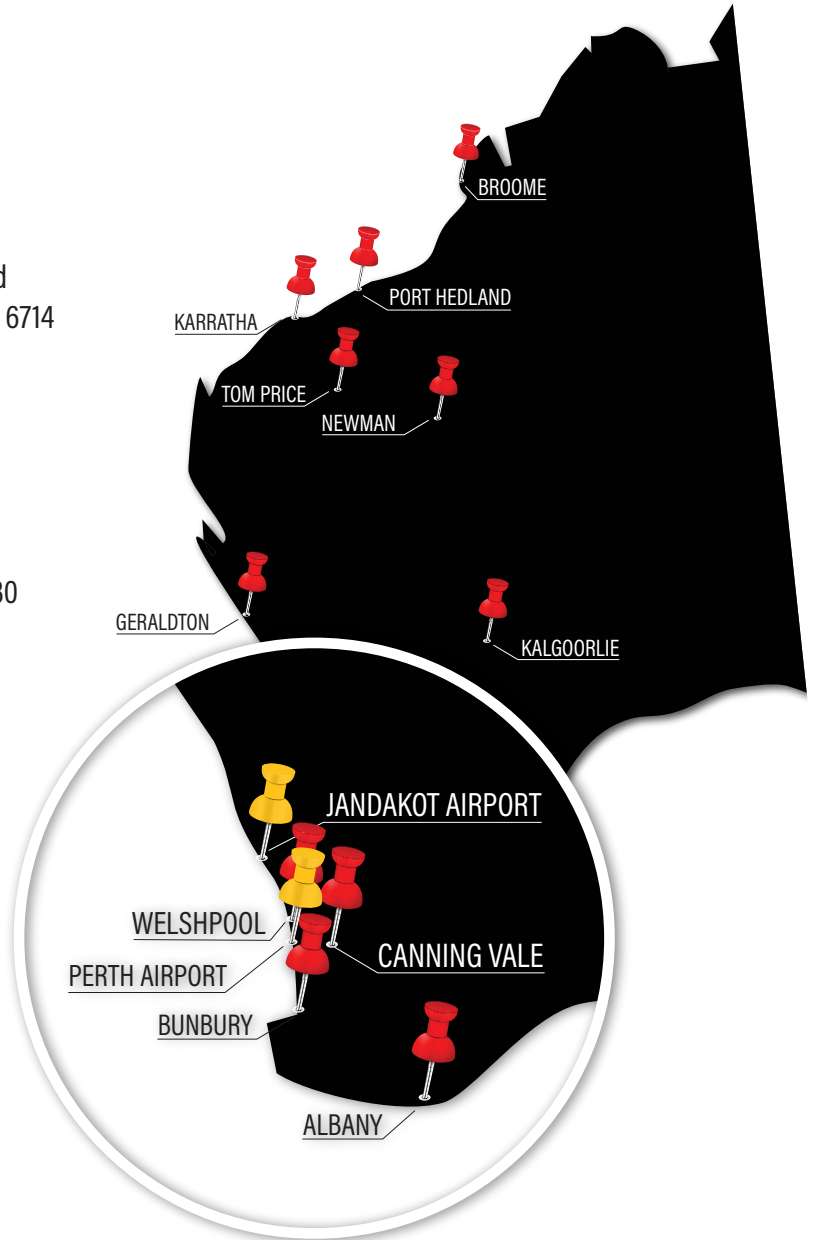 BROOME
d
6714
PORT HEDLAND
KARRATHA
TOM PRICE
NEWMAN
30
GERALDTON
KALGOORLIE
JANDAKOT AIRPORT
WELSHPOOL
CANNING VALE
PERTH AIRPORT
BUNBURY
ALBANY